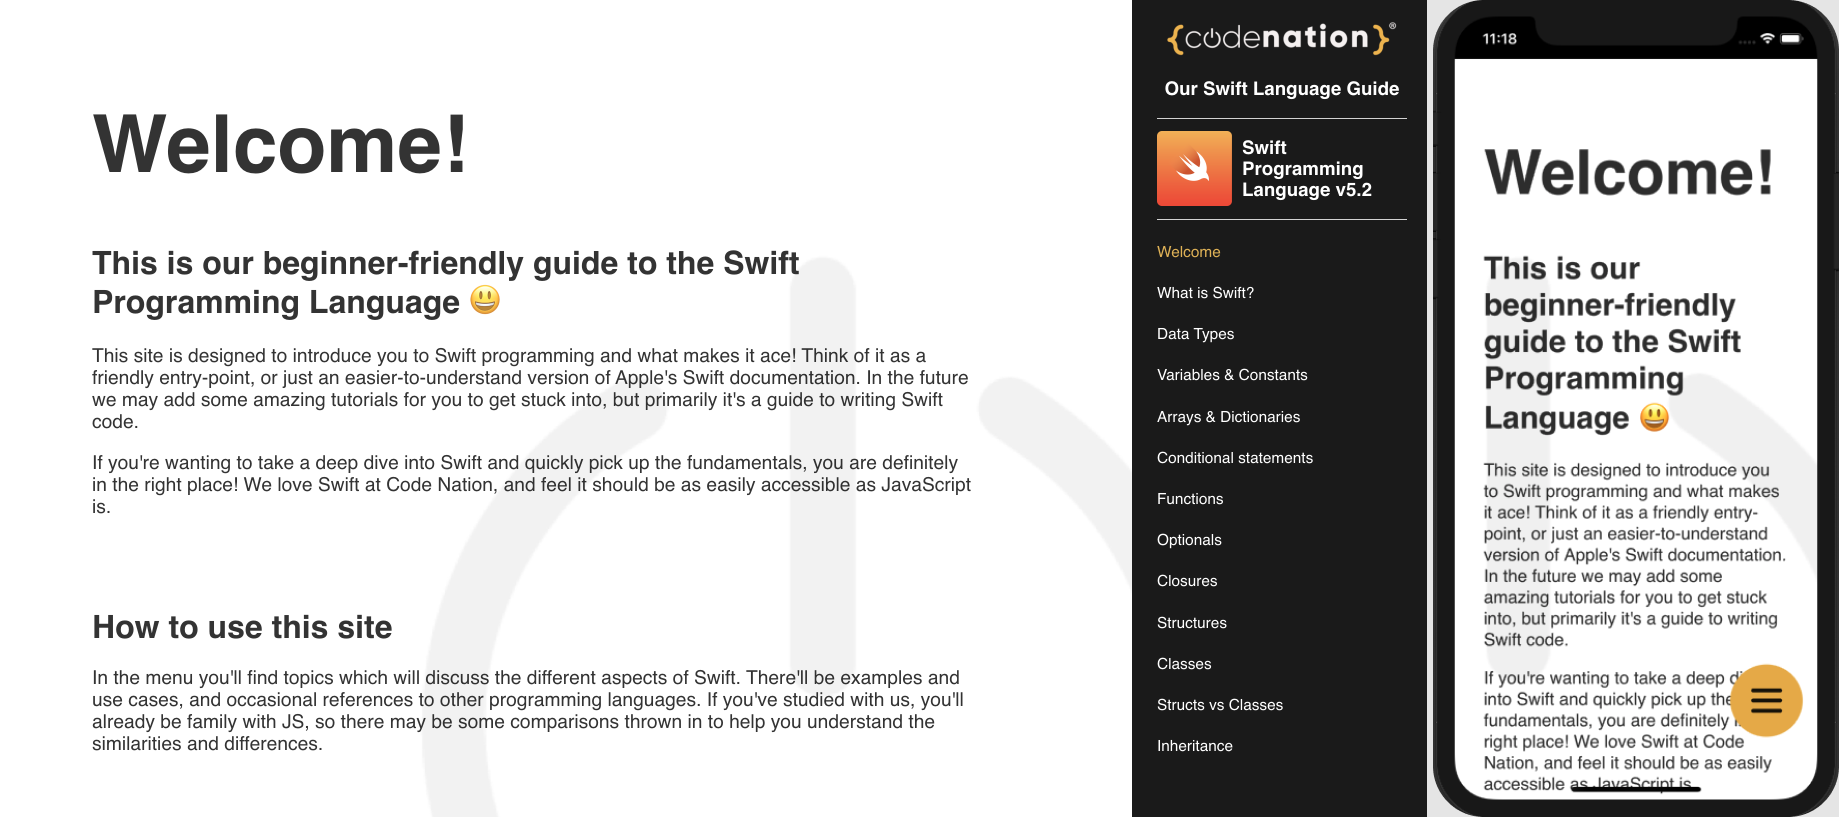 Welcome!
This is our beginner-friendly guide to the Swift
Programming Language 😃
This site is designed to introduce you to Swift programming and what makes it ace! Think of it as a
friendly entry-point, or just an easier-to-understand version of Apple's Swift documentation. In the future
we may add some amazing tutorials for you to get stuck into, but primarily it's a guide to writing Swift
code.
If you're wanting to take a deep dive into Swift and quickly pick up the fundamentals, you are definitely
in the right place! We love Swift at Code Nation, and feel it should be as easily accessible as JavaScript
is.
How to use this site
In the menu you'll find topics which will discuss the different aspects of Swift. There'll be examples and
use cases, and occasional references to other programming languages. If you've studied with us, you'll
already be family with JS, so there may be some comparisons thrown in to help you understand the
similarities and differences.
{codenation}®
Our Swift Language Guide
Swift
Programming
Language v5.2
Welcome
What is Swift?
Data Types
Variables & Constants
Arrays & Dictionaries
Conditional statements
Functions
Optionals
Closures
Structures
Classes
Structs vs Classes
Inheritance
11:18
Welcome!
This is our
beginner-friendly
guide to the Swift
Programming
Language 😃
This site is designed to introduce you
to Swift programming and what makes
it ace! Think of it as a friendly entry-
point, or just an easier-to-understand
version of Apple's Swift documentation.
In the future we may add some
amazing tutorials for you to get stuck
into, but primarily it's a guide to writing
Swift code.
If you're wanting to take a deep
into Swift and quickly pick up the
fundamentals, you are definitely
right place! We love Swift at Code
Nation, and feel it should be as easily
accessible as JavaScript is.